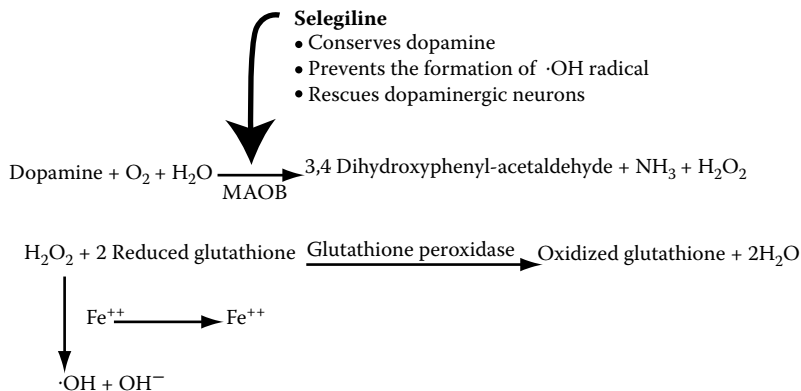 Selegiline
• Conserves dopamine
• Prevents the formation of ·OH radical
• Rescues dopaminergic neurons
Dopamine + O₂ + H₂O 3,4 Dihydroxyphenyl-acetaldehyde + NH₃ + H₂O₂
MAOB
H₂O₂ + 2 Reduced glutathione Glutathione peroxidase Oxidized glutathione + 2H₂O
Fe⁺⁺ Fe⁺⁺
·OH + OH⁻